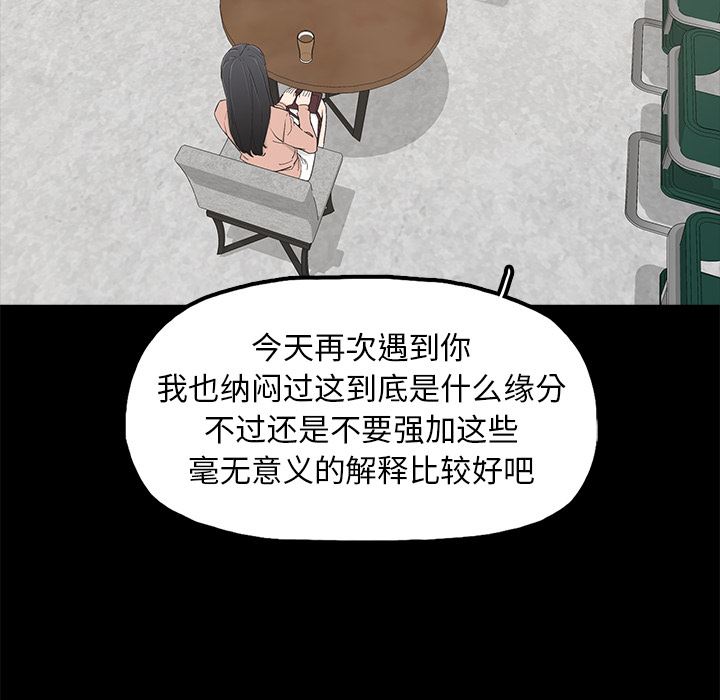 今天再次遇到你
我也纳闷过这到底是什么缘分
不过还是不要强加这些
毫无意义的解释比较好吧